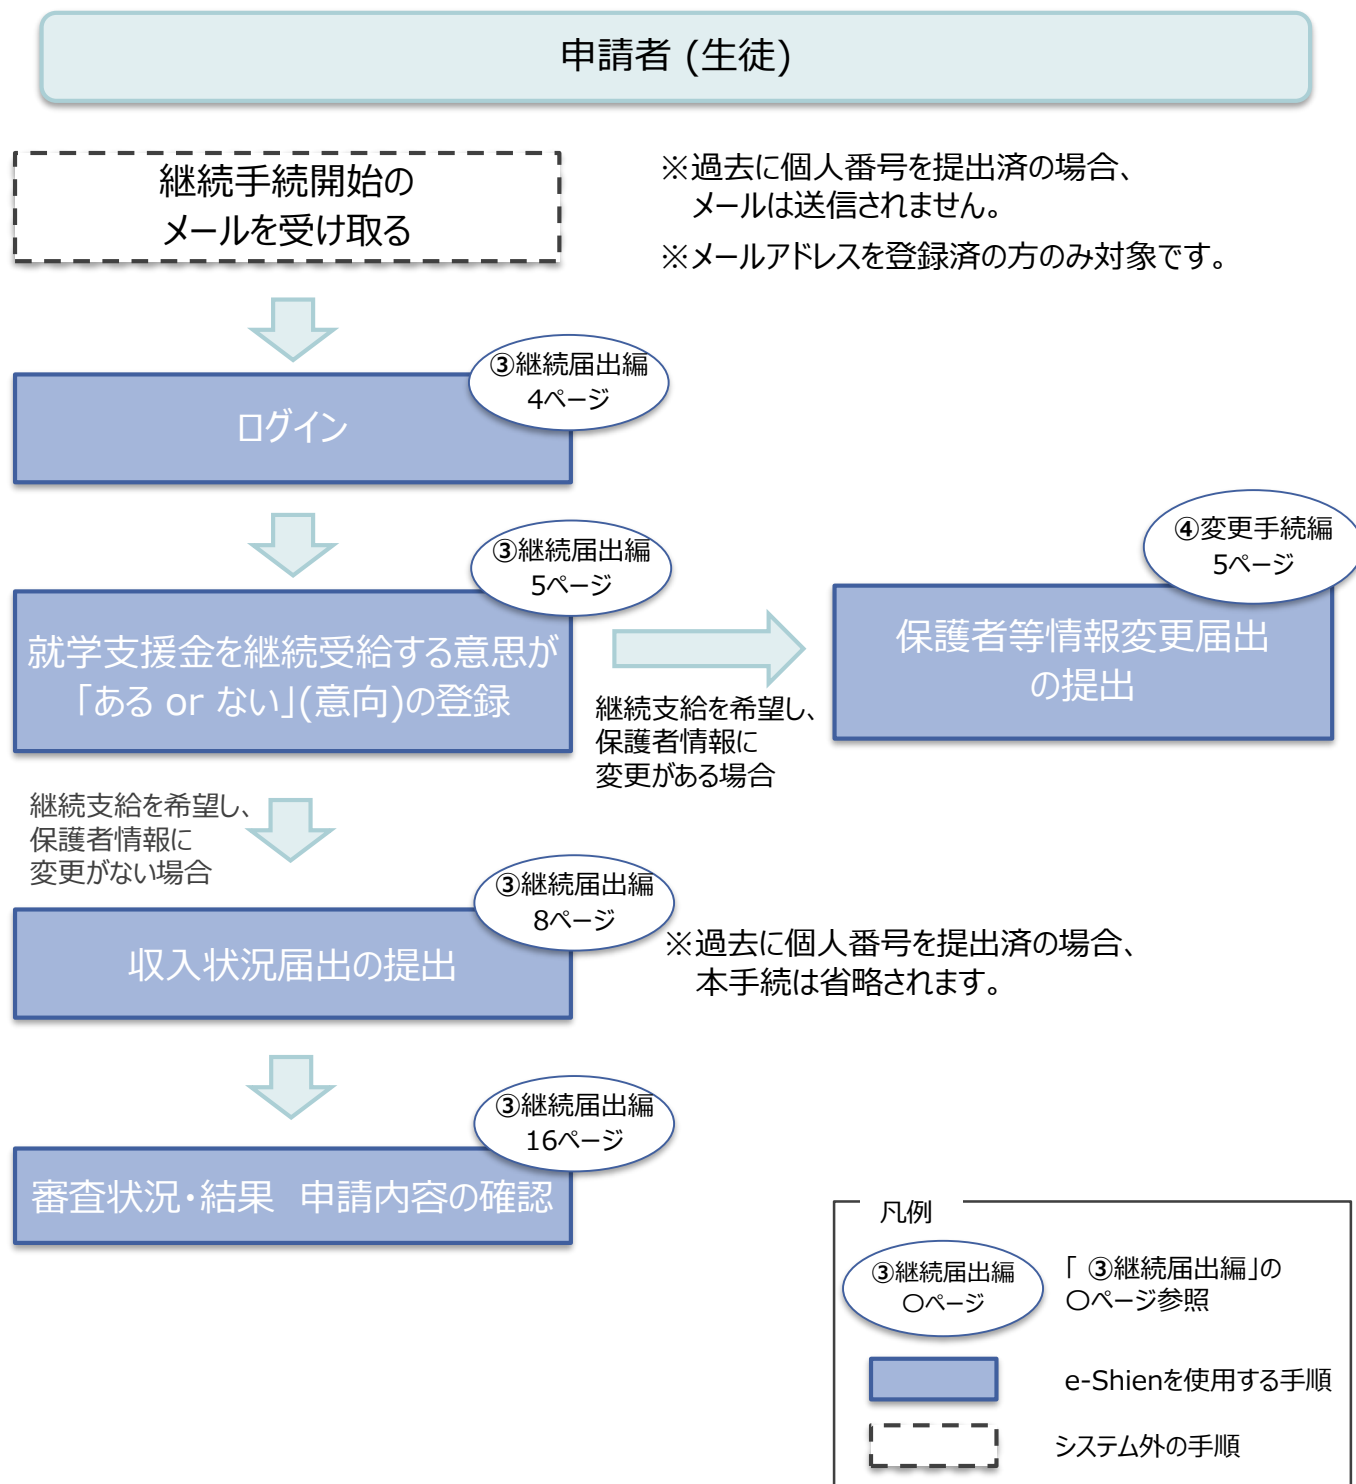 申請者 (生徒)
継続手続開始の
メールを受け取る
※過去に個人番号を提出済の場合、
メールは送信されません。
※メールアドレスを登録済の方のみ対象です。
③継続届出編
4ページ
ログイン
③継続届出編
5ページ
就学支援金を継続受給する意思が
「ある or ない」(意向)の登録
④変更手続編
5ページ
保護者等情報変更届出
の提出
継続支給を希望し、
保護者情報に
変更がある場合
継続支給を希望し、
保護者情報に
変更がない場合
③継続届出編
8ページ
収入状況届出の提出
※過去に個人番号を提出済の場合、
本手続は省略されます。
③継続届出編
16ページ
審査状況・結果　申請内容の確認
凡例
③継続届出編
〇ページ
「 ③継続届出編」の
〇ページ参照
e-Shienを使用する手順
システム外の手順